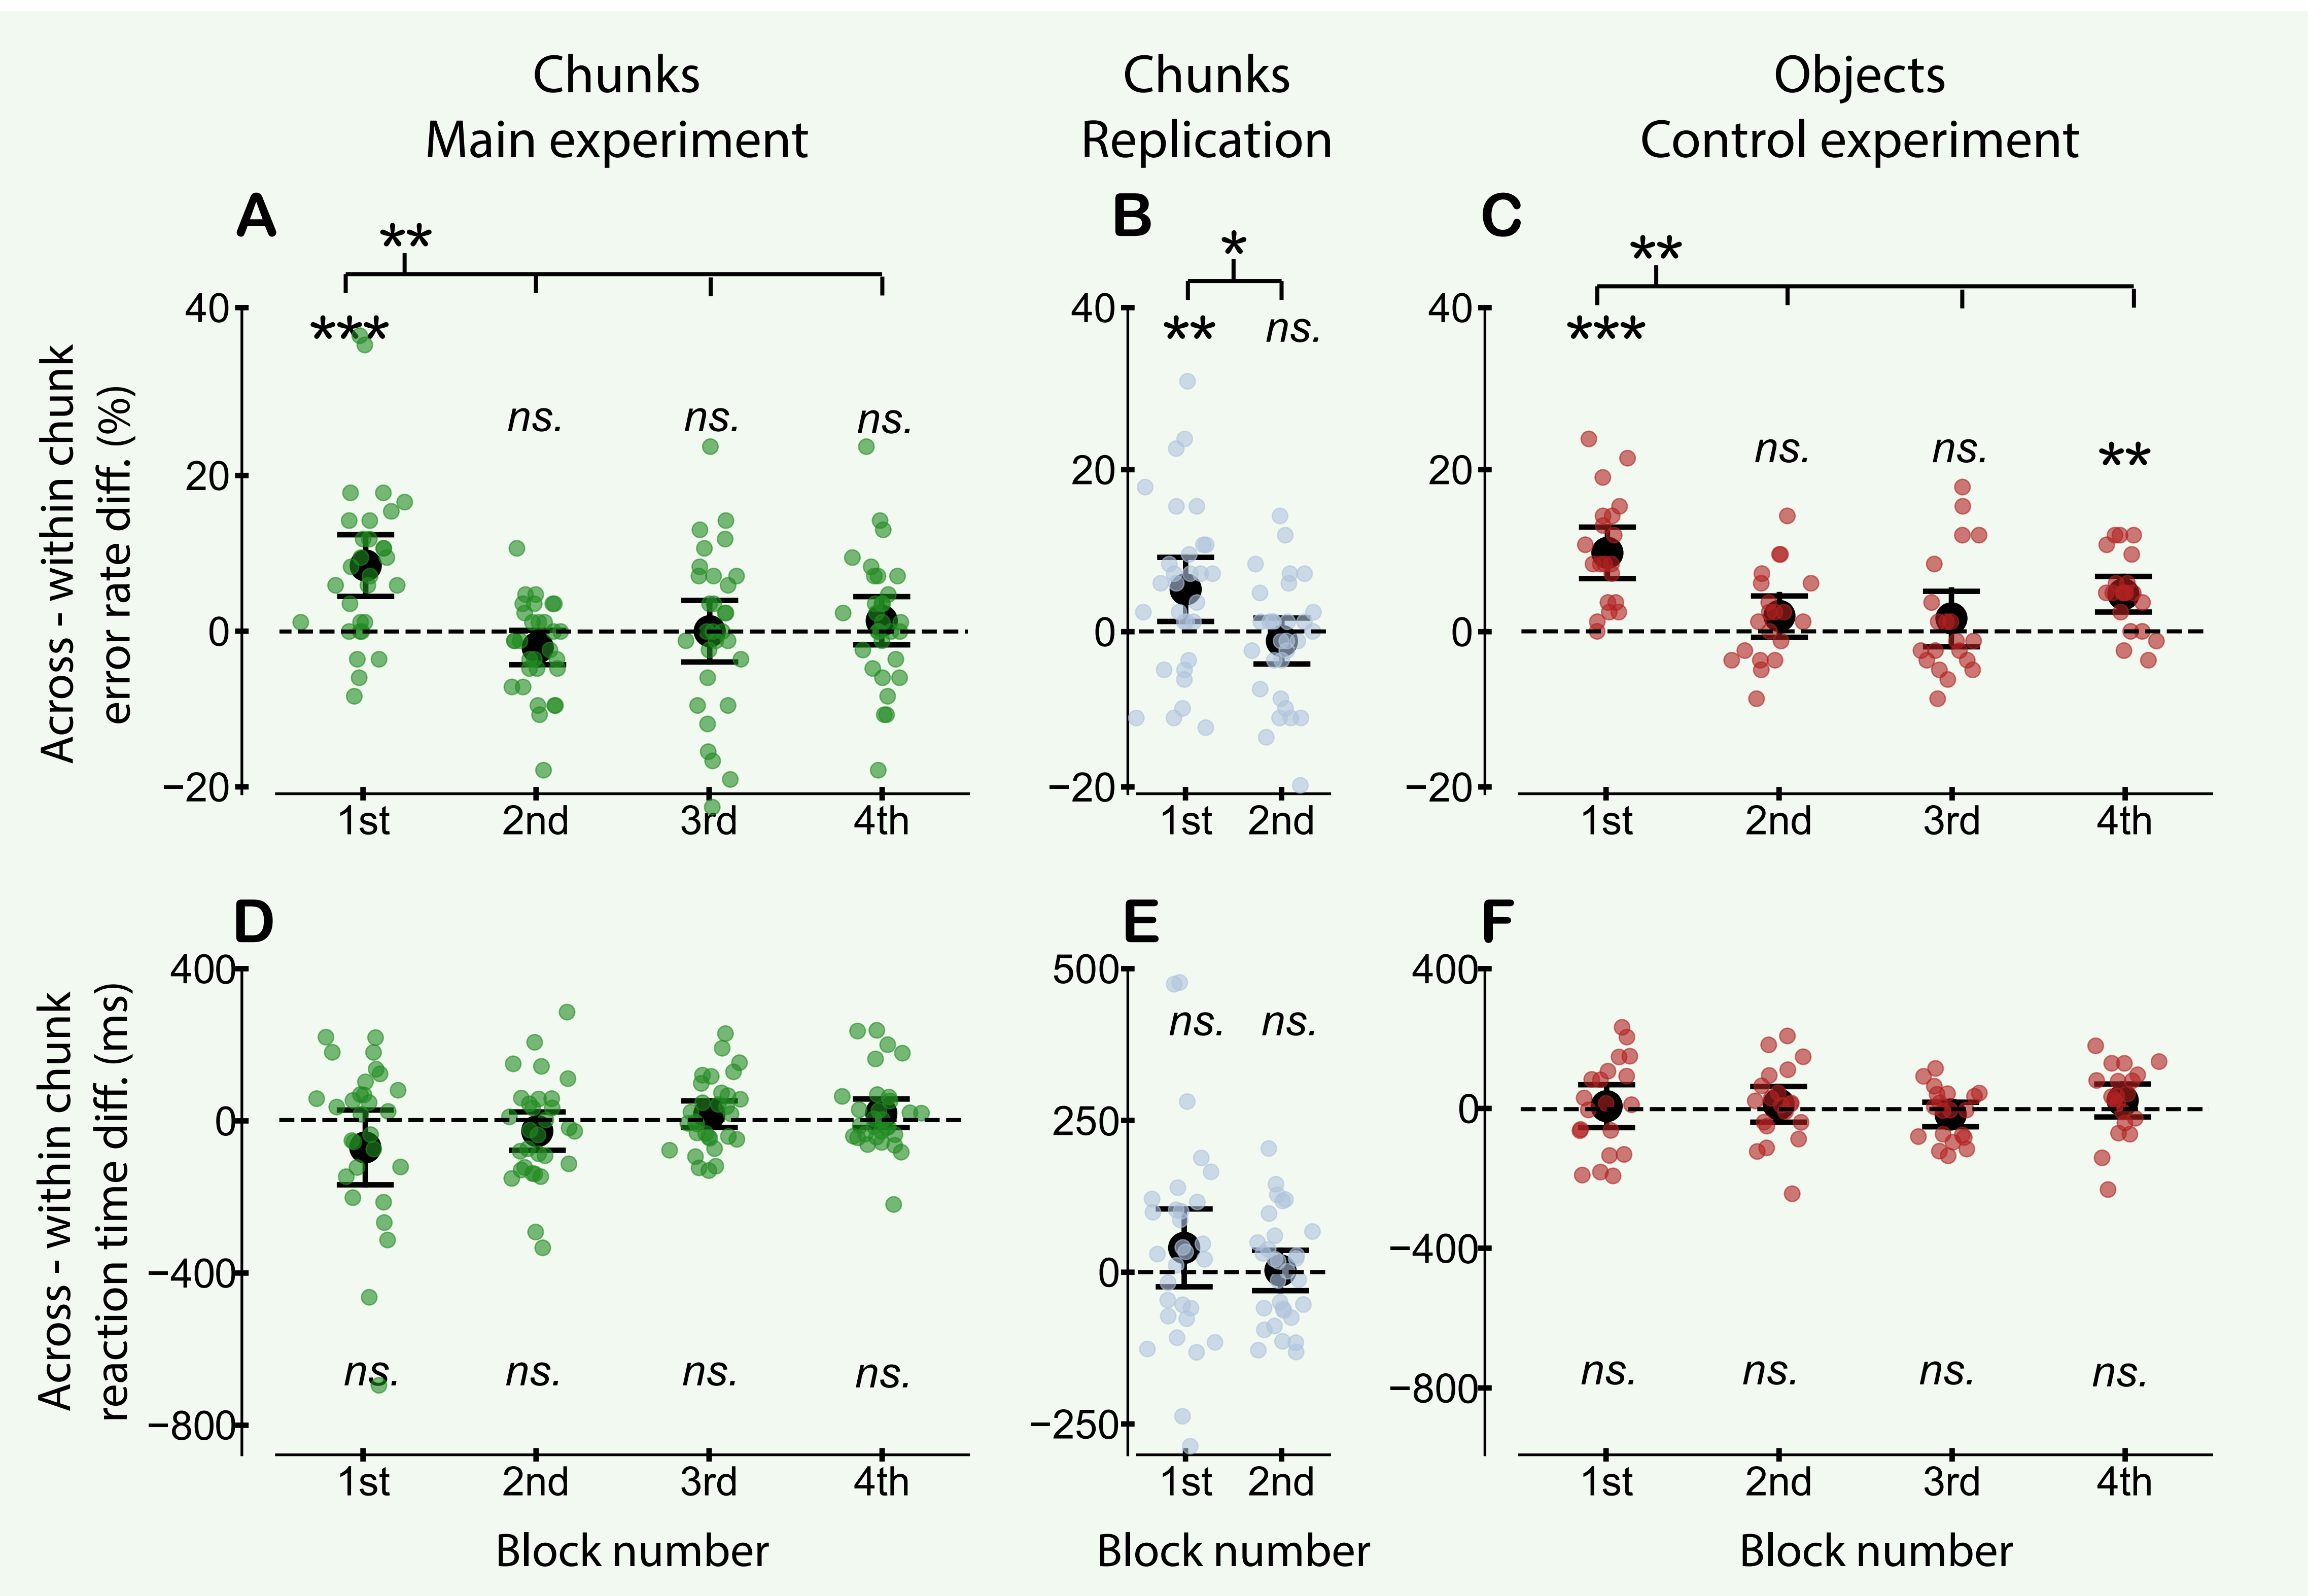 Chunks
Main experiment
Chunks
Replication
Objects
Control experiment
A
**
B
*
C
**
Across - within chunk
error rate diff. (%)
40
20
0
−20
***
ns.
ns.
ns.
1st
2nd
3rd
4th
40
20
0
−20
**
ns.
1st
2nd
40
20
0
−20
***
ns.
ns.
**
1st
2nd
3rd
4th
D
E
F
Across - within chunk
reaction time diff. (ms)
400
0
−400
−800
ns.
ns.
ns.
ns.
1st
2nd
3rd
4th
Block number
500
250
0
−250
ns.
ns.
1st
2nd
Block number
400
0
−400
−800
ns.
ns.
ns.
ns.
1st
2nd
3rd
4th
Block number